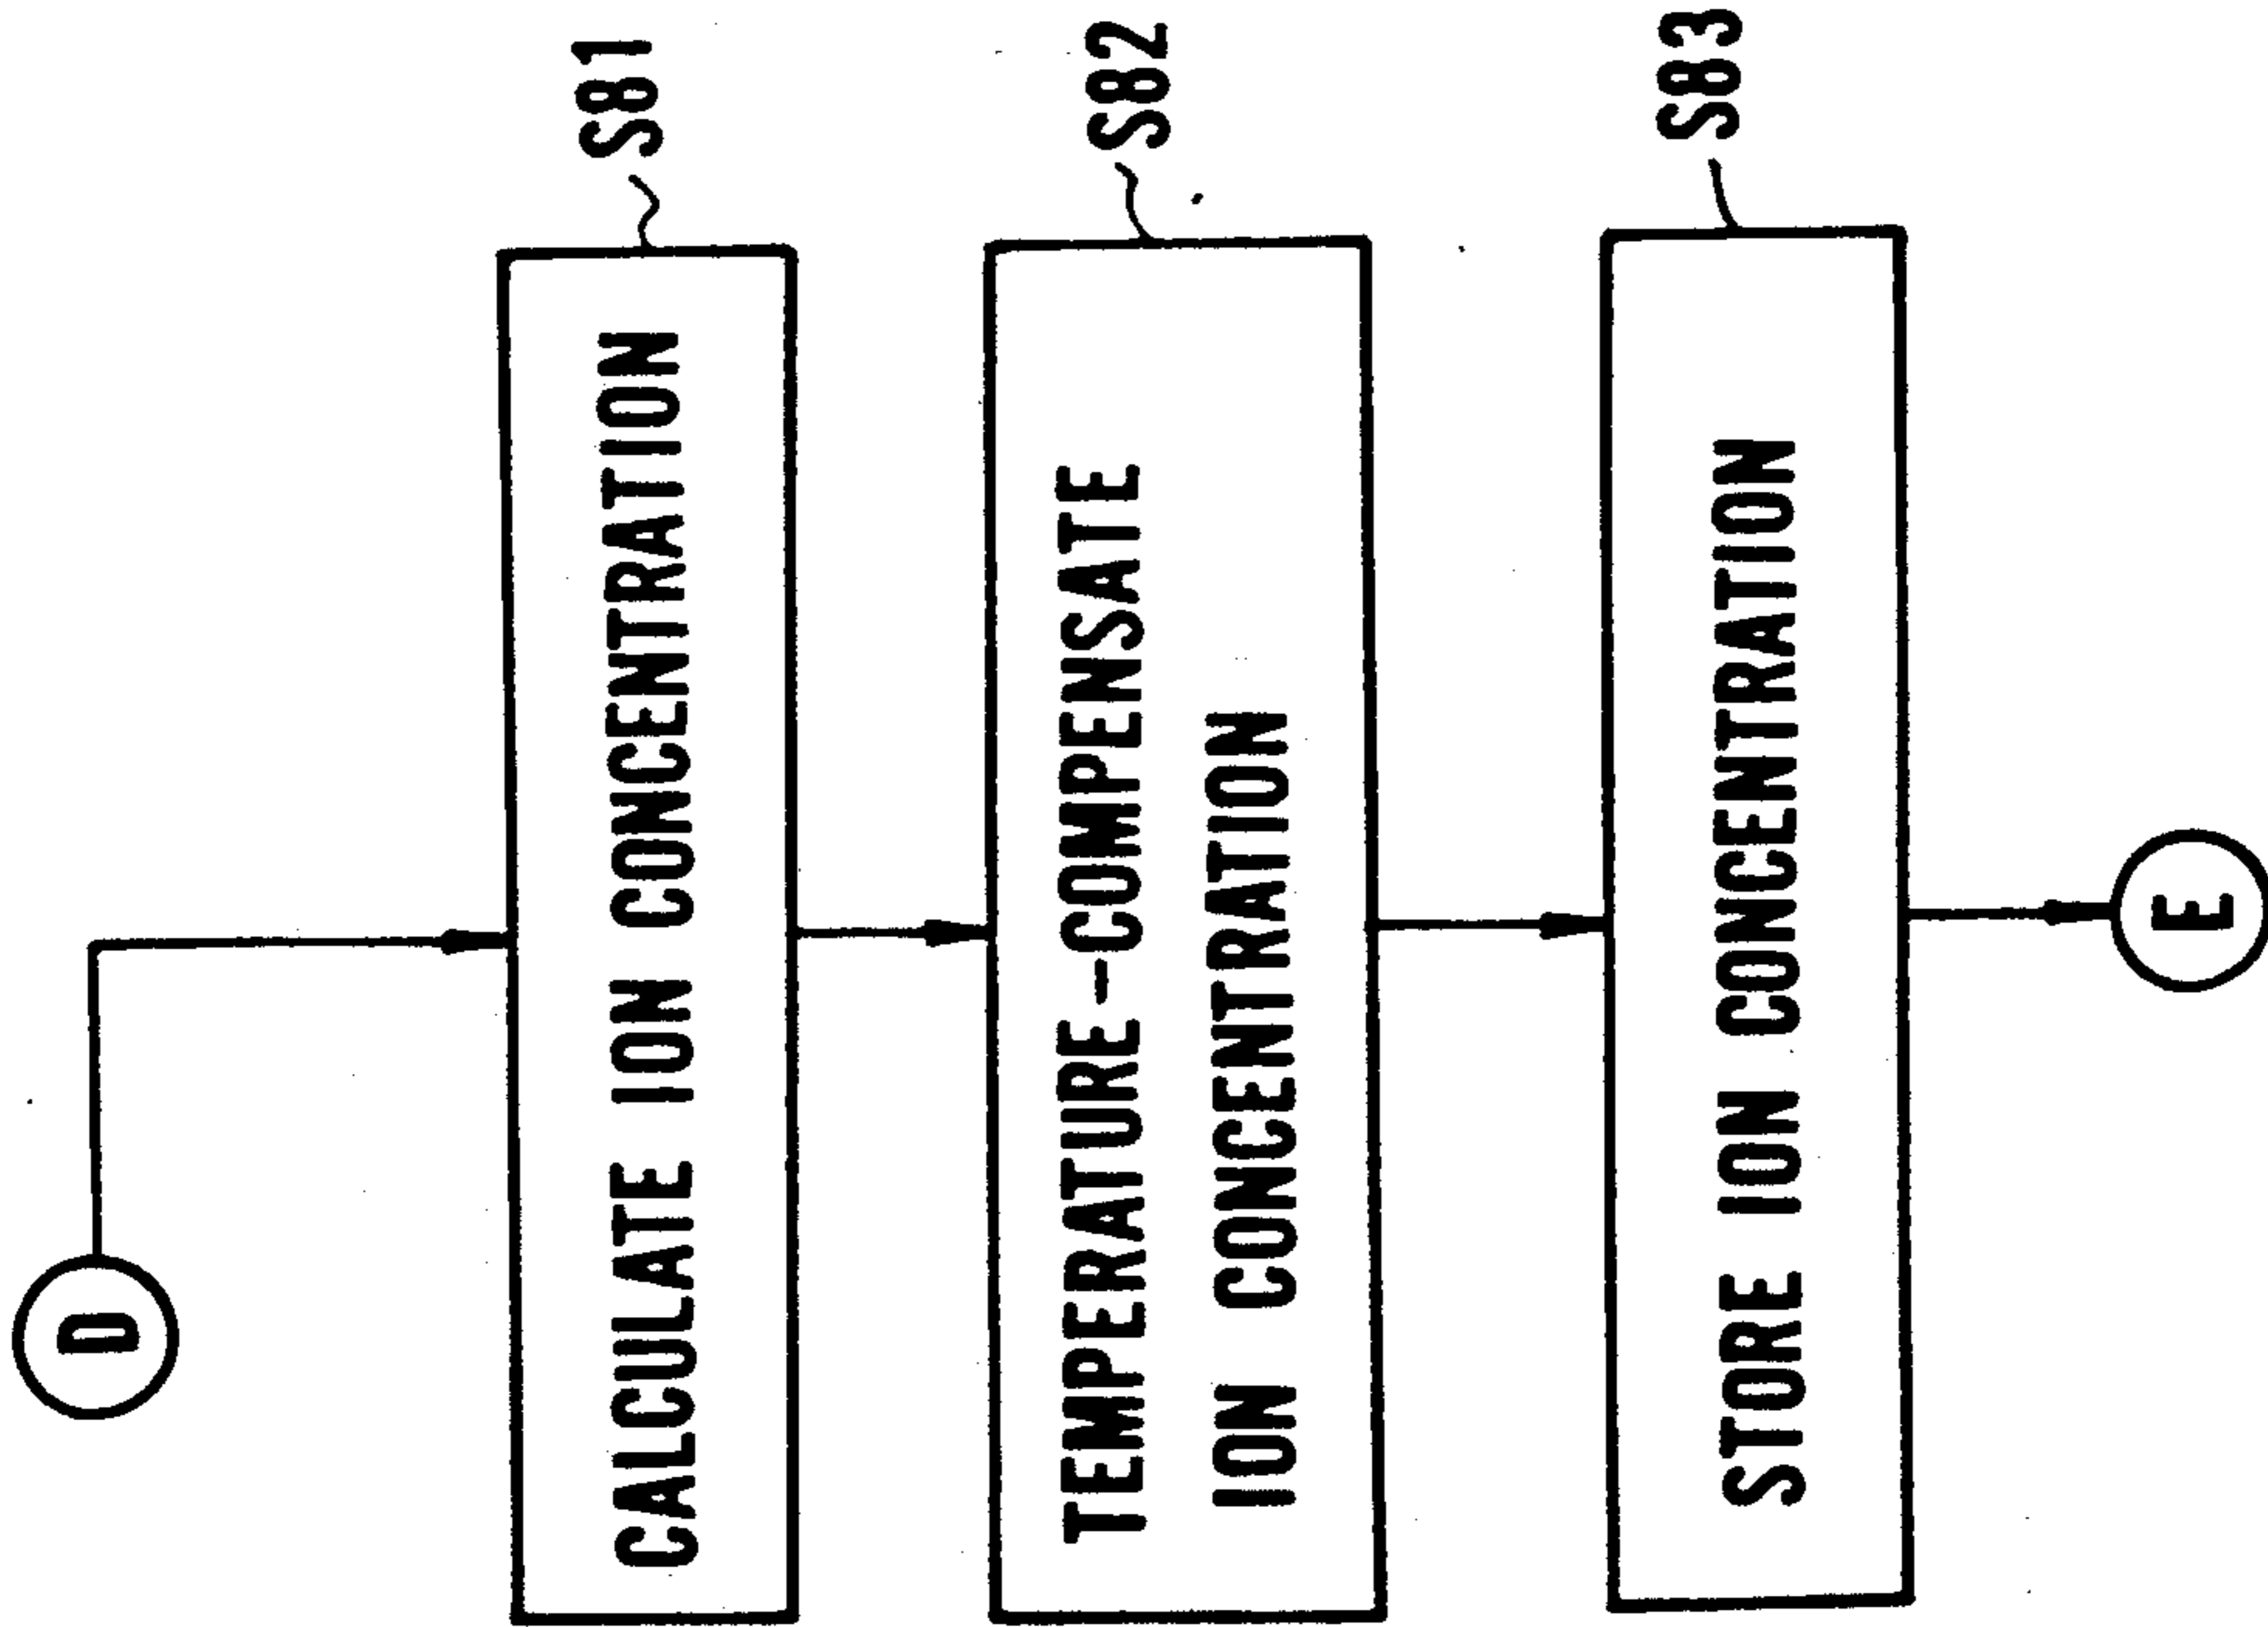 D
CALCULATE ION CONCENTRATION
S81
TEMPERATURE-COMPENSATE
ION CONCENTRATION
S82
STORE ION CONCENTRATION
S83
E